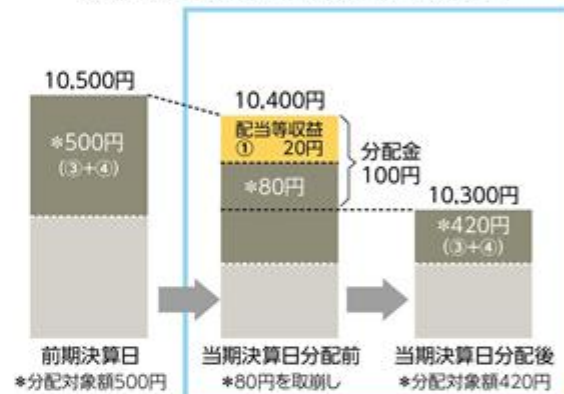 10,500円
*500円
(③+④)
前期決算日
*分配対象額500円
10,400円
配当等収益
① 20円
*80円
分配金
100円
当期決算日分配前
*80円を取崩し
10,300円
*420円
(③+④)
当期決算日分配後
*分配対象額420円